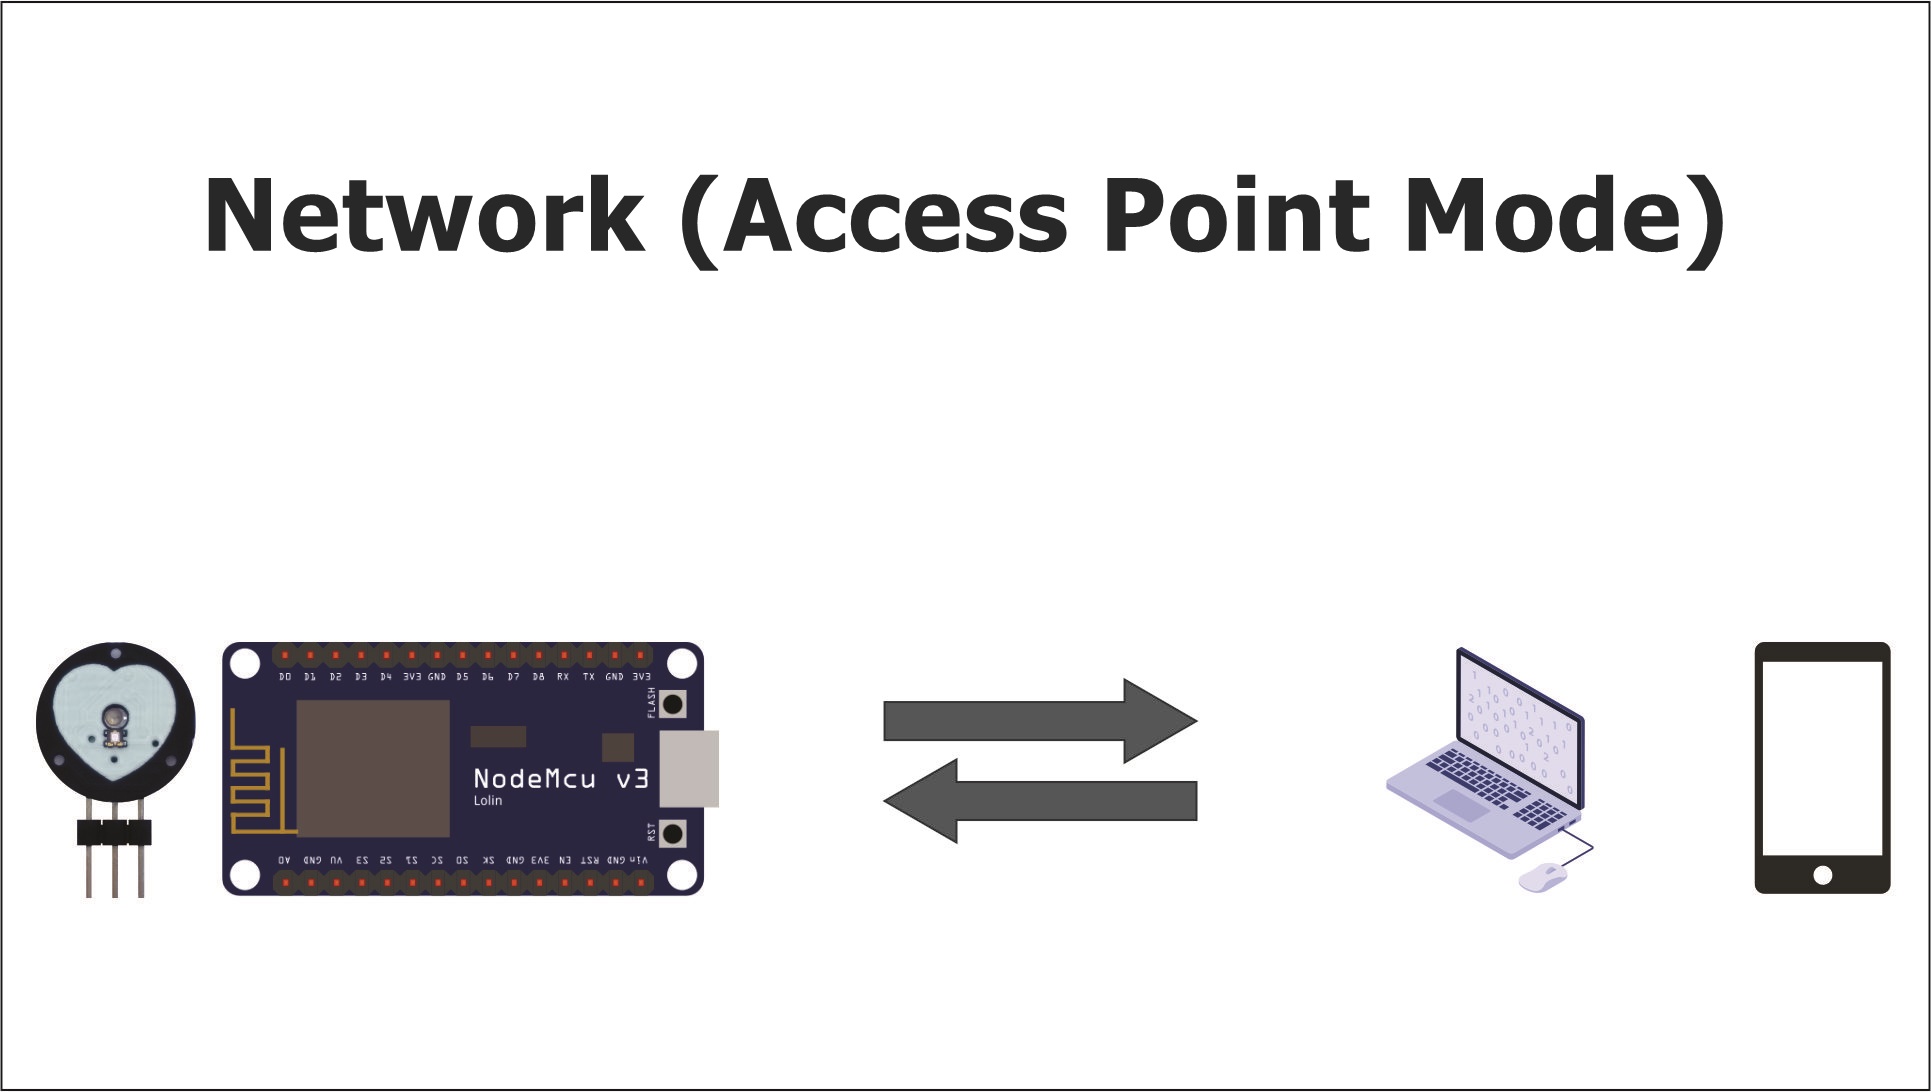 Network (Access Point Mode)
D0 D1 D2 D3 D4 3V3 GND D5 D6 D7 D8 RX TX GND 3V3
FLASH
NodeMcu v3
Lolin
RST
A0 GND VU S3 S2 S1 SC S0 SK GND 3V3 EN RST GND Vin